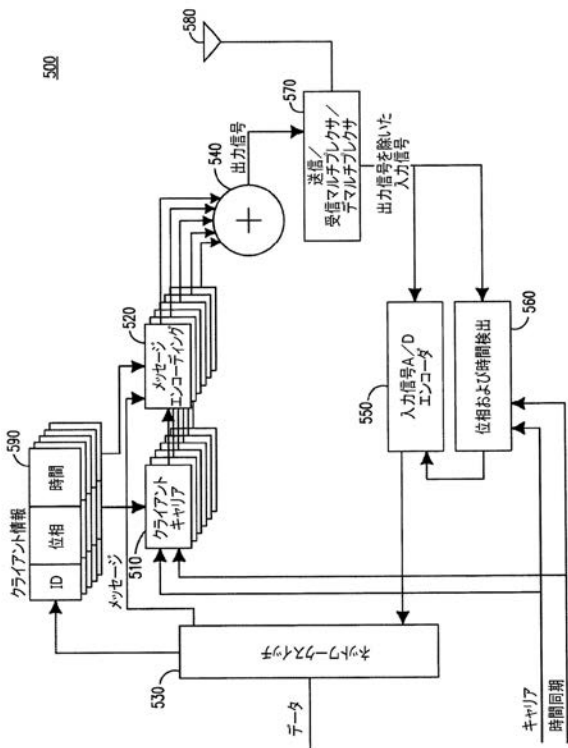 500
クライアント情報
590
ID
位相
時間
メッセージ
510
クライアント
キャリア
520
メッセージ
エンコーディング
540
出力信号
580
570
送信/
受信マルチプレクサ/
デマルチプレクサ
出力信号を除いた
入力信号
530
ネットワークスイッチ
550
入力信号A/D
エンコーダ
560
位相および時間検出
データ
キャリア
時間同期